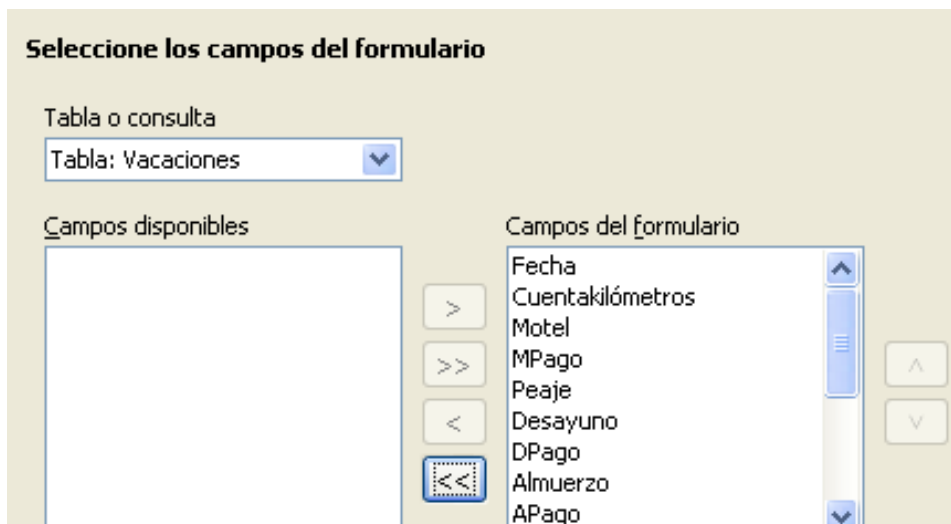 Seleccione los campos del formulario
Tabla o consulta
Tabla: Vacaciones
Campos disponibles
Campos del formulario
Fecha
Cuentakilómetros
Motel
MPago
Peaje
Desayuno
DPago
Almuerzo
APago
>
>>
<
<<